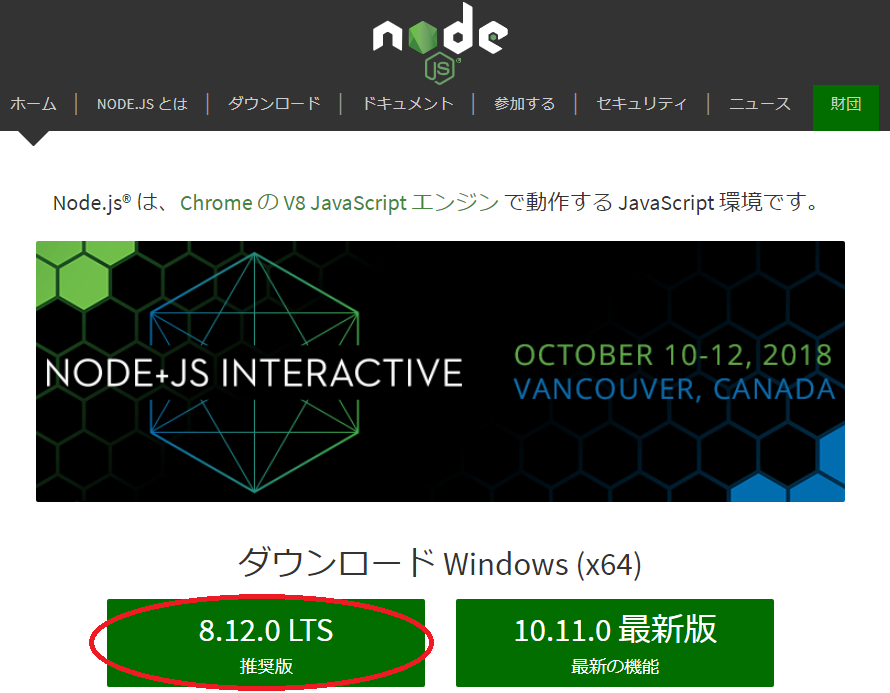 node
JS
ホーム | NODE.JS とは | ダウンロード | ドキュメント | 参加する | セキュリティ | ニュース 財団
Node.js® は、Chrome の V8 JavaScript エンジン で動作する JavaScript 環境です。
NODE+JS INTERACTIVE
OCTOBER 10-12, 2018
VANCOUVER, CANADA
ダウンロード Windows (x64)
8.12.0 LTS
推奨版
10.11.0 最新版
最新の機能